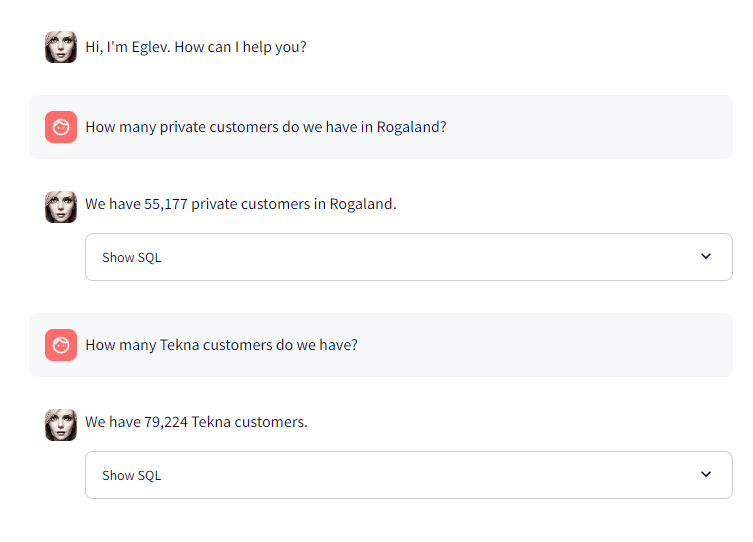 Hi, I'm Eglev. How can I help you?
How many private customers do we have in Rogaland?
We have 55,177 private customers in Rogaland.
Show SQL
How many Tekna customers do we have?
We have 79,224 Tekna customers.
Show SQL